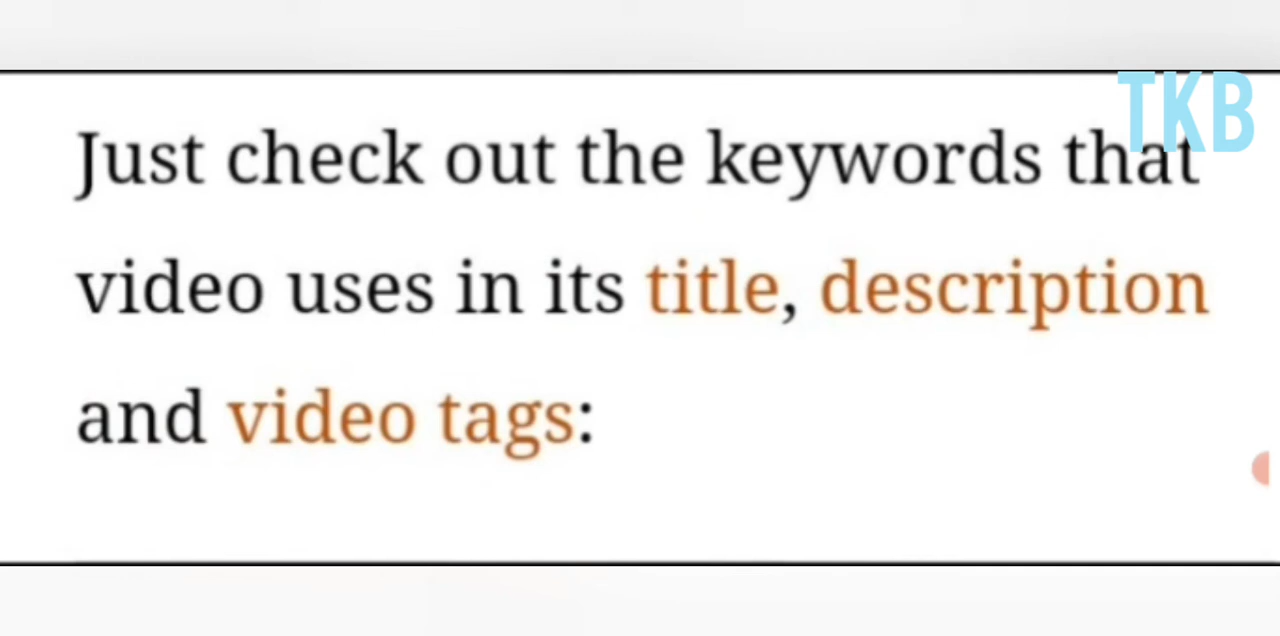 TKB
Just check out the keywords that
video uses in its title, description
and video tags: